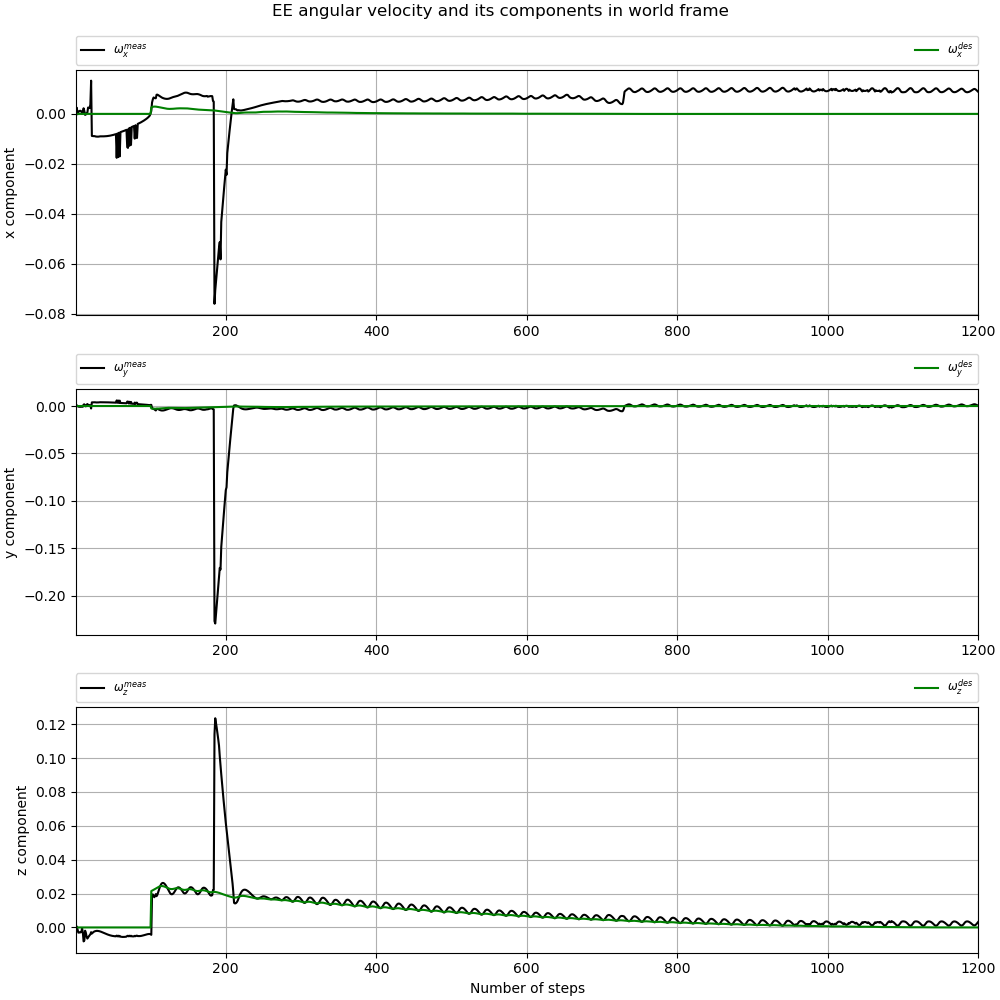 EE angular velocity and its components in world frame
ω_x^meas ω_x^des
0.00
−0.02
−0.04
−0.06
−0.08
x component
200 400 600 800 1000 1200
ω_y^meas ω_y^des
0.00
−0.05
−0.10
−0.15
−0.20
y component
200 400 600 800 1000 1200
ω_z^meas ω_z^des
0.12
0.10
0.08
0.06
0.04
0.02
0.00
z component
200 400 600 800 1000 1200
Number of steps